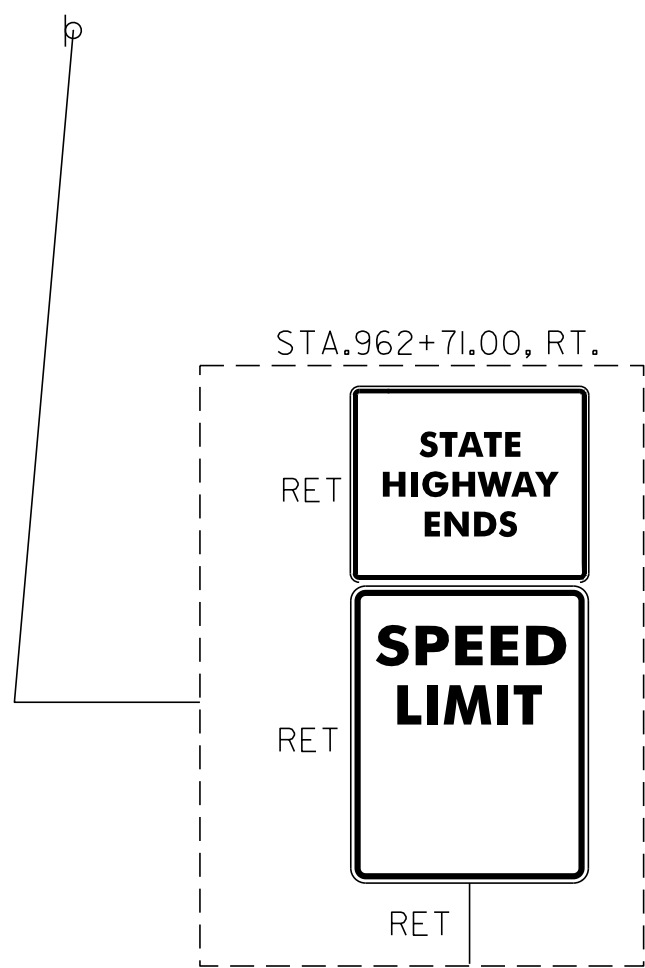 STA.962+71.00, RT.
RET
STATE
HIGHWAY
ENDS
RET
SPEED
LIMIT
RET